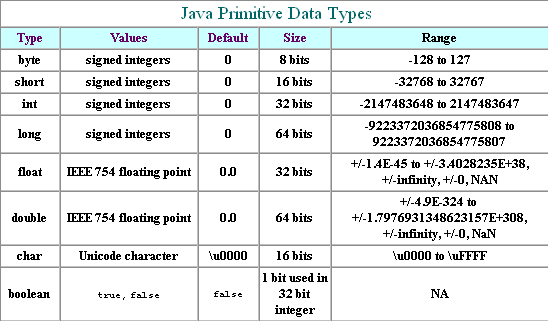 Java Primitive Data Types
Type Values Default Size Range
byte signed integers 0 8 bits -128 to 127
short signed integers 0 16 bits -32768 to 32767
int signed integers 0 32 bits -2147483648 to 2147483647
long signed integers 0 64 bits -9223372036854775808 to
9223372036854775807
float IEEE 754 floating point 0.0 32 bits +/-1.4E-45 to +/-3.4028235E+38,
+/-infinity, +/-0, NAN
double IEEE 754 floating point 0.0 64 bits +/-4.9E-324 to
+/-1.7976931348623157E+308,
+/-infinity, +/-0, NaN
char Unicode character \u0000 16 bits \u0000 to \uFFFF
boolean true, false false 1 bit used in
32 bit
integer NA